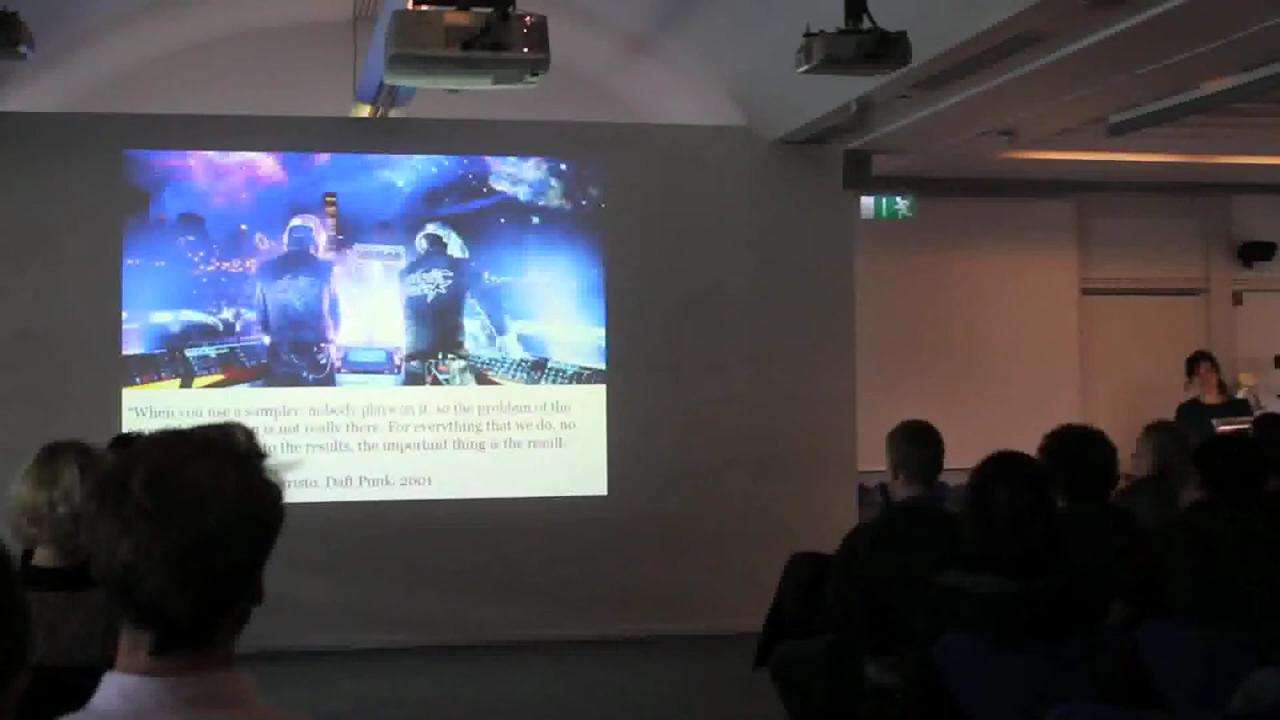 "When you use a sampler, nobody plays on it, so the problem of the
is not really there. For everything that we do, no
to the results, the important thing is the result.
risto, Daft Punk, 2001